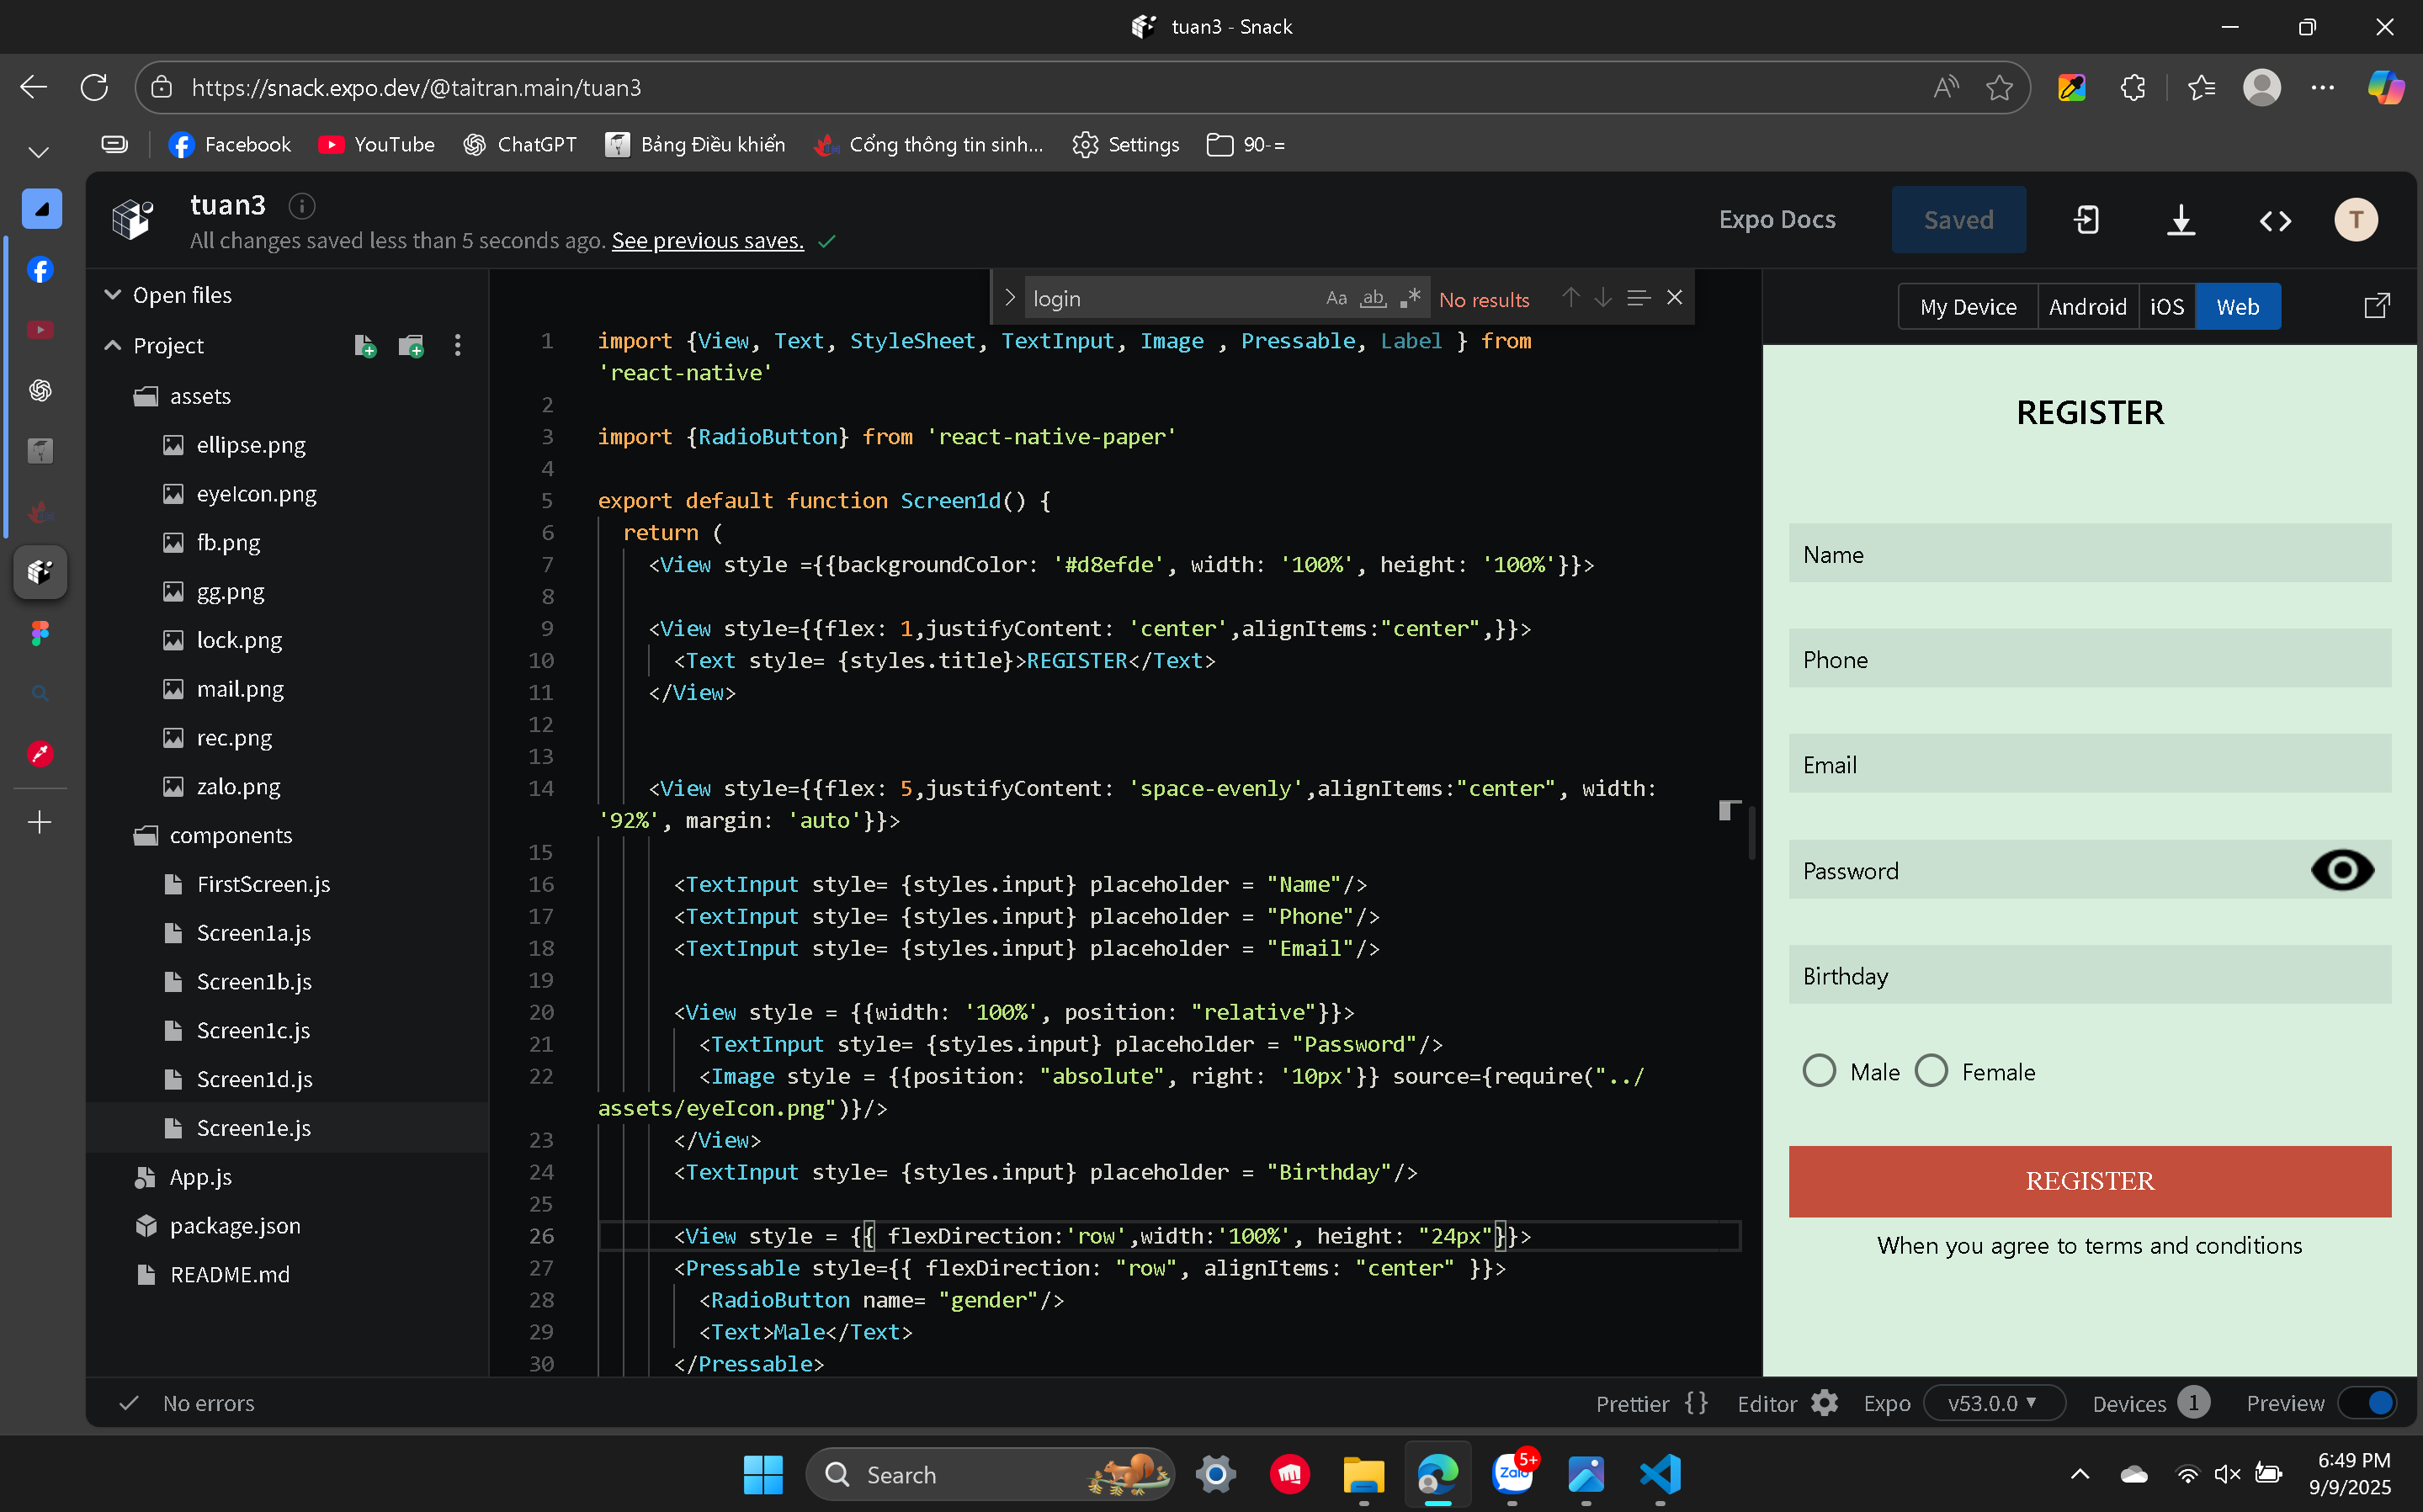 tuan3 - Snack
https://snack.expo.dev/@taitran.main/tuan3
Facebook YouTube ChatGPT Bảng Điều khiển Cổng thông tin sinh... Settings 90-=
tuan3
All changes saved less than 5 seconds ago. See previous saves.
Expo Docs Saved T
Open files
Project
assets
ellipse.png
eyeIcon.png
fb.png
gg.png
lock.png
mail.png
rec.png
zalo.png
components
FirstScreen.js
Screen1a.js
Screen1b.js
Screen1c.js
Screen1d.js
Screen1e.js
App.js
package.json
README.md
login Aa ab .* No results
1 import {View, Text, StyleSheet, TextInput, Image , Pressable, Label } from
'react-native'
2
3 import {RadioButton} from 'react-native-paper'
4
5 export default function Screen1d() {
6 return (
7 <View style ={{backgroundColor: '#d8efde', width: '100%', height: '100%'}}>
8
9 <View style={{flex: 1,justifyContent: 'center',alignItems:"center",}}>
10 <Text style= {styles.title}>REGISTER</Text>
11 </View>
12
13
14 <View style={{flex: 5,justifyContent: 'space-evenly',alignItems:"center", width:
'92%', margin: 'auto'}}>
15
16 <TextInput style= {styles.input} placeholder = "Name"/>
17 <TextInput style= {styles.input} placeholder = "Phone"/>
18 <TextInput style= {styles.input} placeholder = "Email"/>
19
20 <View style = {{width: '100%', position: "relative"}}>
21 <TextInput style= {styles.input} placeholder = "Password"/>
22 <Image style = {{position: "absolute", right: '10px'}} source={require("../
assets/eyeIcon.png")}/>
23 </View>
24 <TextInput style= {styles.input} placeholder = "Birthday"/>
25
26 <View style = {{ flexDirection:'row',width:'100%', height: "24px"}}>
27 <Pressable style={{ flexDirection: "row", alignItems: "center" }}>
28 <RadioButton name= "gender"/>
29 <Text>Male</Text>
30 </Pressable>
My Device Android iOS Web
REGISTER
Name
Phone
Email
Password
Birthday
Male Female
REGISTER
When you agree to terms and conditions
No errors
Prettier {} Editor Expo v53.0.0 Devices 1 Preview
Search
Zalo 5+
6:49 PM
9/9/2025